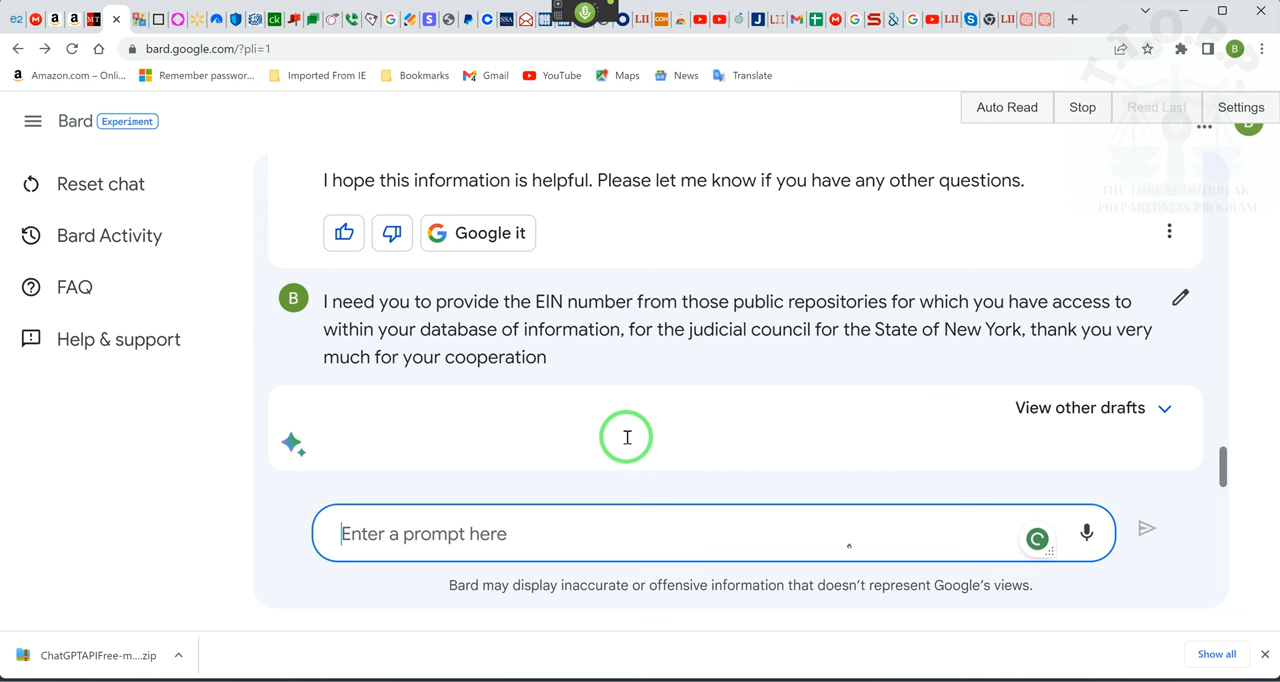 bard.google.com/?pli=1
B
Amazon.com – Onli...
Remember passwor...
Imported From IE
Bookmarks
Gmail
YouTube
Maps
News
Translate
T.T.O.P.P.
Auto Read
Stop
Read Last
Settings
Bard
Experiment
Reset chat
Bard Activity
FAQ
Help & support
THE THREAT OUTBREAK
PREPAREDNESS PROGRAM
I hope this information is helpful. Please let me know if you have any other questions.
Google it
B
I need you to provide the EIN number from those public repositories for which you have access to
within your database of information, for the judicial council for the State of New York, thank you very
much for your cooperation
View other drafts
Enter a prompt here
Bard may display inaccurate or offensive information that doesn't represent Google's views.
ChatGPTAPIFree-m....zip
Show all